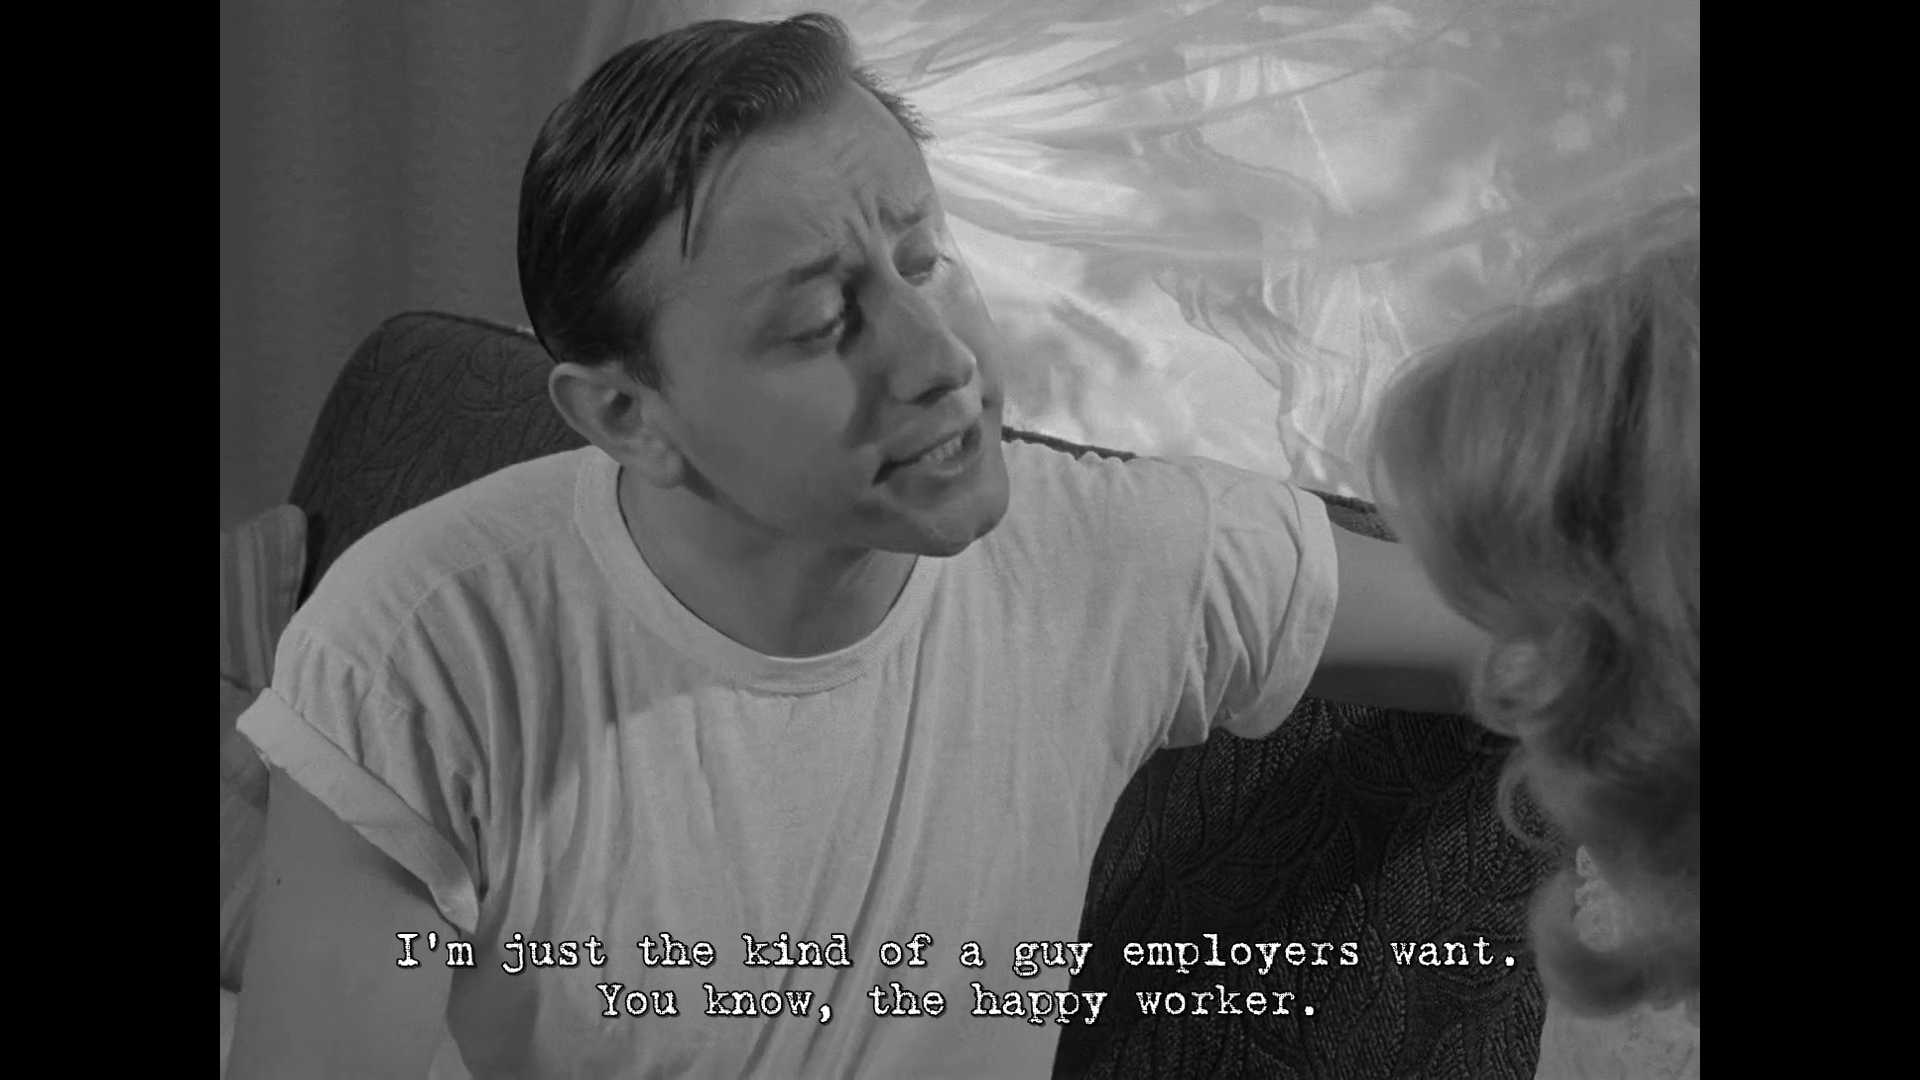 I'm just the kind of a guy employers want.
You know, the happy worker.